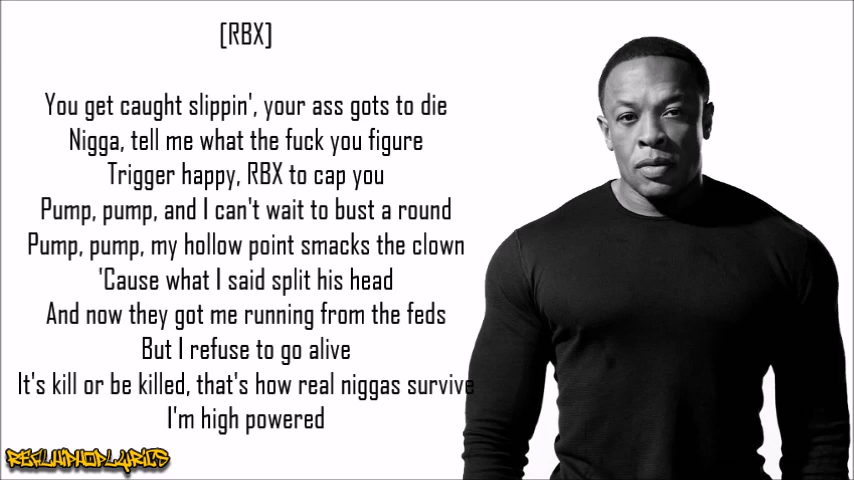 [RBX]
You get caught slippin', your ass gots to die
Nigga, tell me what the fuck you figure
Trigger happy, RBX to cap you
Pump, pump, and I can't wait to bust a round
Pump, pump, my hollow point smacks the clown
'Cause what I said split his head
And now they got me running from the feds
But I refuse to go alive
It's kill or be killed, that's how real niggas survive
I'm high powered
REALHIPHOPLYRICS